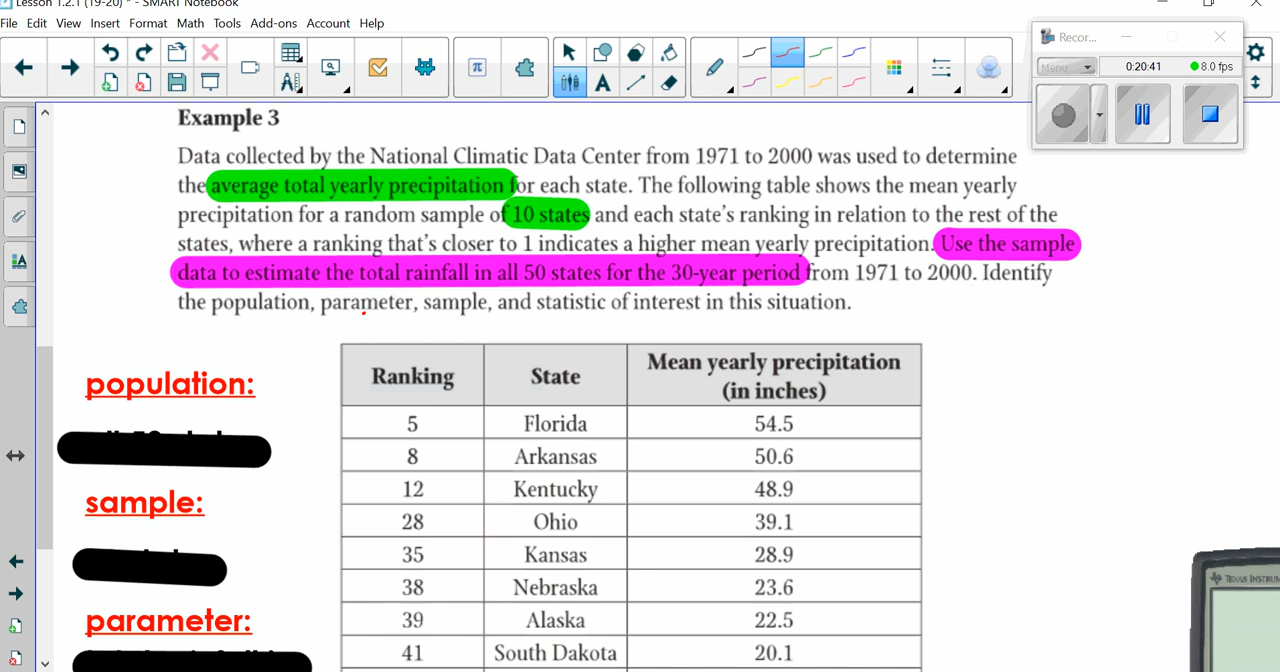 Lesson 1.2.1 (19-20) * - SMART Notebook
File Edit View Insert Format Math Tools Add-ons Account Help
Recor...
Menu 0:20:41 8.0 fps
Example 3
Data collected by the National Climatic Data Center from 1971 to 2000 was used to determine
the average total yearly precipitation for each state. The following table shows the mean yearly
precipitation for a random sample of 10 states and each state's ranking in relation to the rest of the
states, where a ranking that's closer to 1 indicates a higher mean yearly precipitation. Use the sample
data to estimate the total rainfall in all 50 states for the 30-year period from 1971 to 2000. Identify
the population, parameter, sample, and statistic of interest in this situation.
population:
sample:
parameter:
Ranking State Mean yearly precipitation
(in inches)
5 Florida 54.5
8 Arkansas 50.6
12 Kentucky 48.9
28 Ohio 39.1
35 Kansas 28.9
38 Nebraska 23.6
39 Alaska 22.5
41 South Dakota 20.1